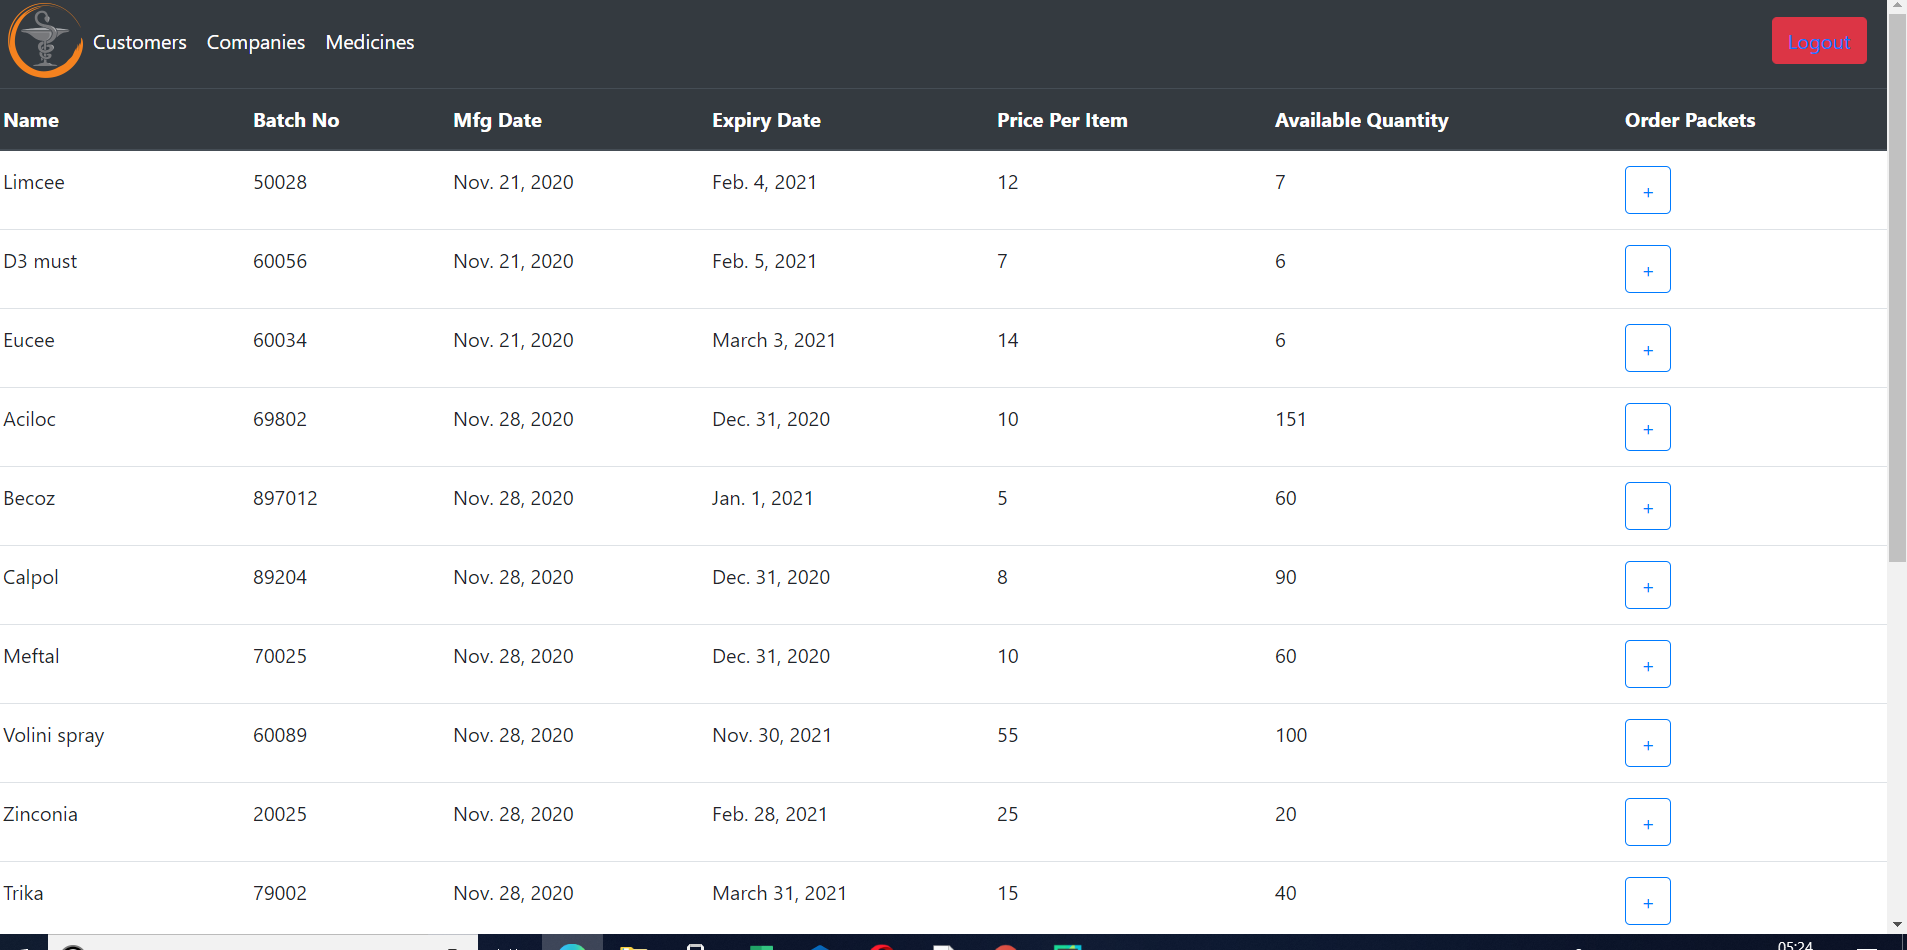 Customers Companies Medicines Logout
Name Batch No Mfg Date Expiry Date Price Per Item Available Quantity Order Packets
Limcee 50028 Nov. 21, 2020 Feb. 4, 2021 12 7 +
D3 must 60056 Nov. 21, 2020 Feb. 5, 2021 7 6 +
Eucee 60034 Nov. 21, 2020 March 3, 2021 14 6 +
Aciloc 69802 Nov. 28, 2020 Dec. 31, 2020 10 151 +
Becoz 897012 Nov. 28, 2020 Jan. 1, 2021 5 60 +
Calpol 89204 Nov. 28, 2020 Dec. 31, 2020 8 90 +
Meftal 70025 Nov. 28, 2020 Dec. 31, 2020 10 60 +
Volini spray 60089 Nov. 28, 2020 Nov. 30, 2021 55 100 +
Zinconia 20025 Nov. 28, 2020 Feb. 28, 2021 25 20 +
Trika 79002 Nov. 28, 2020 March 31, 2021 15 40 +
05:24